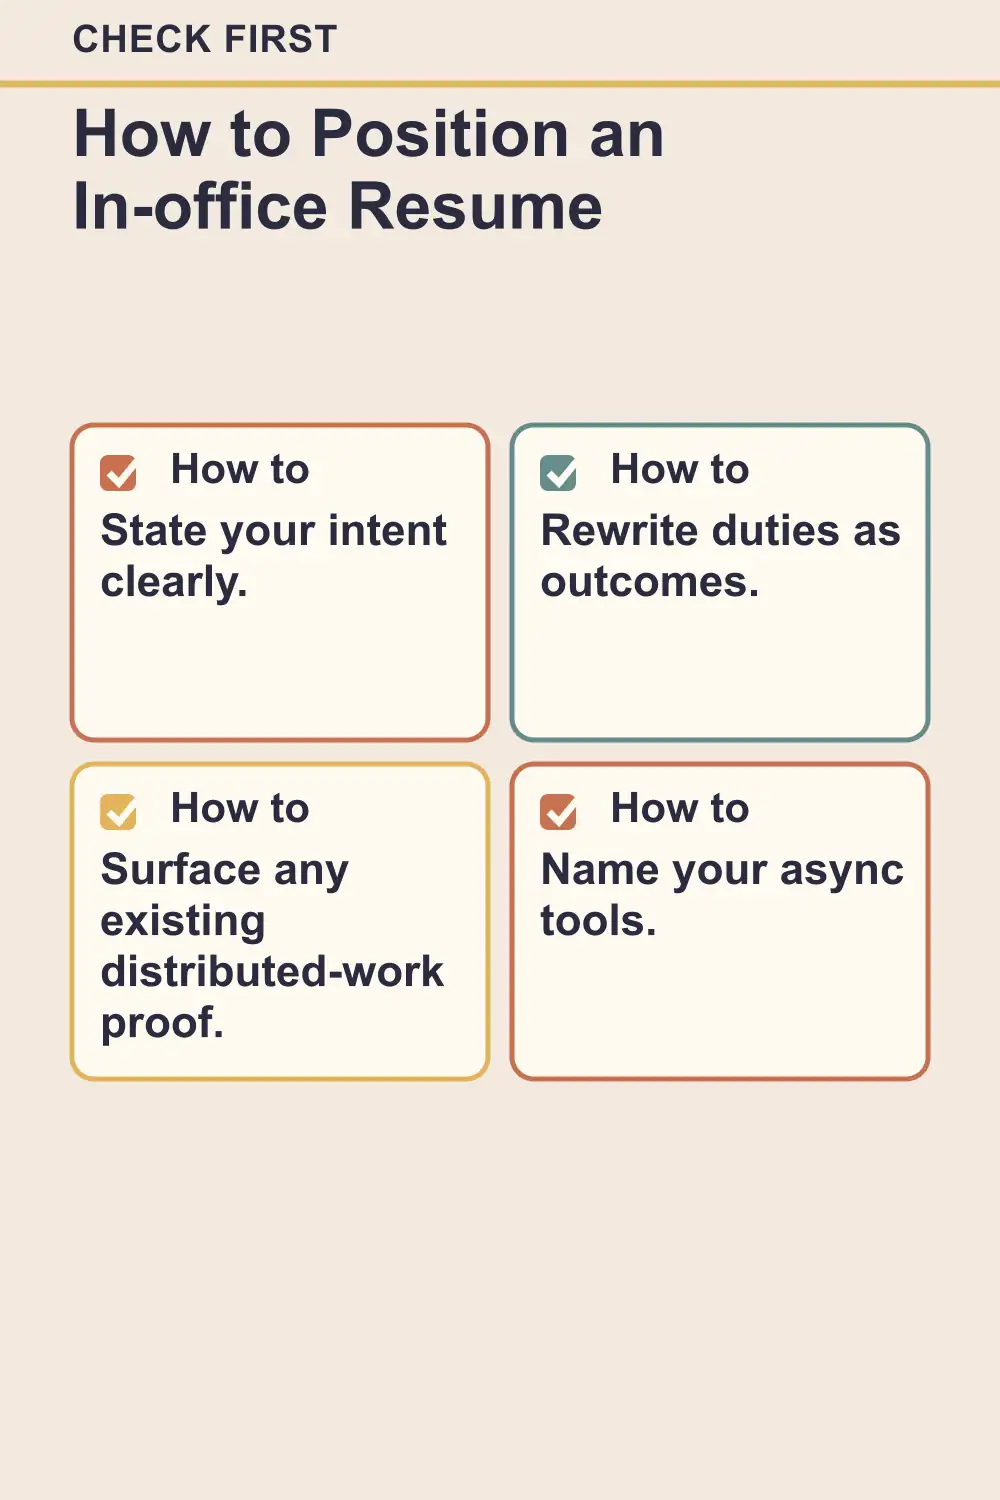 CHECK FIRST
How to Position an
In-office Resume
How to
State your intent
clearly.
How to
Rewrite duties as
outcomes.
How to
Surface any
existing
distributed-work
proof.
How to
Name your async
tools.